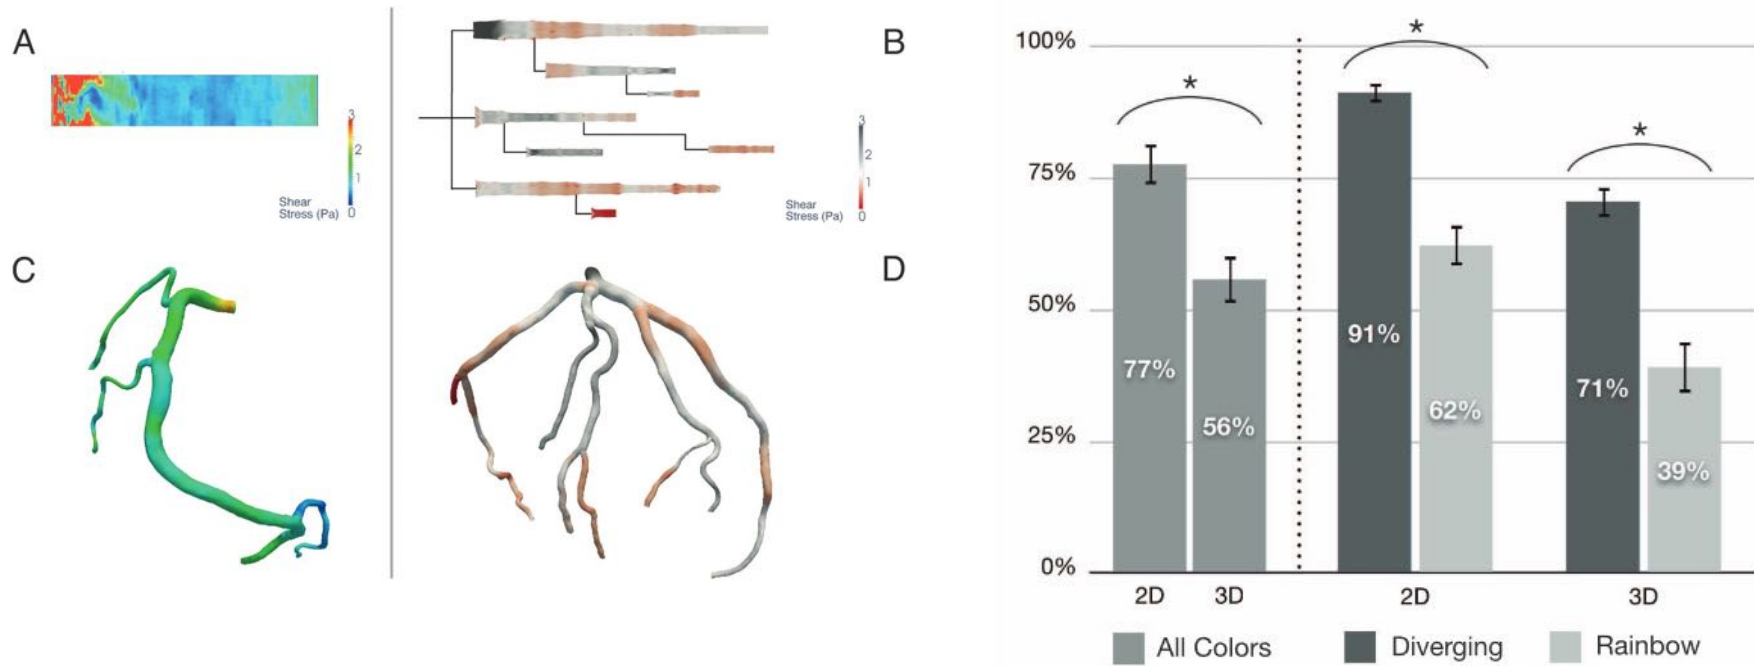 A
B
C
D
3
2
1
0
Shear
Stress (Pa)
3
2
1
0
Shear
Stress (Pa)
100%
75%
50%
25%
0%
*
*
*
77%
56%
91%
62%
71%
39%
2D
3D
2D
3D
All Colors
Diverging
Rainbow